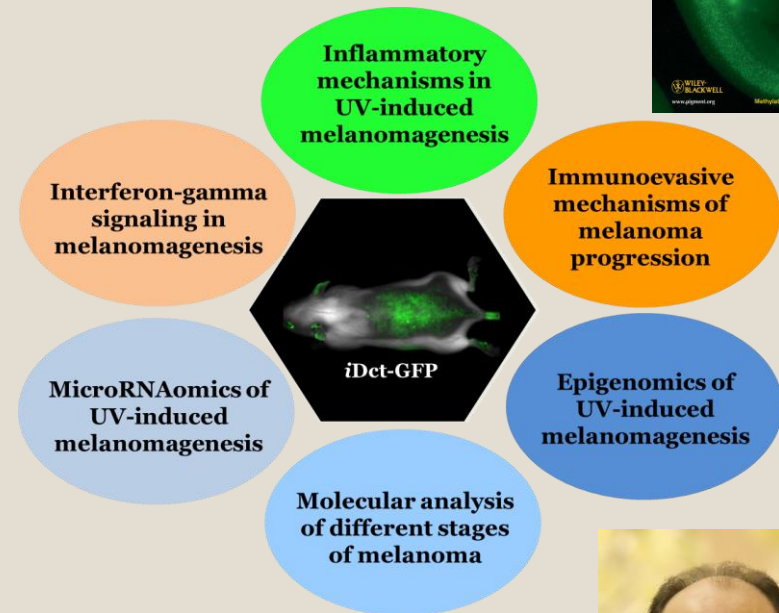 Inflammatory
mechanisms in
UV-induced
melanomagenesis
WILEY-
BLACKWELL
www.pigment.org
Interferon-gamma
signaling in
melanomagenesis
Immunoevasive
mechanisms of
melanoma
progression
iDct-GFP
MicroRNAomics of
UV-induced
melanomagenesis
Epigenomics of
UV-induced
melanomagenesis
Molecular analysis
of different stages
of melanoma